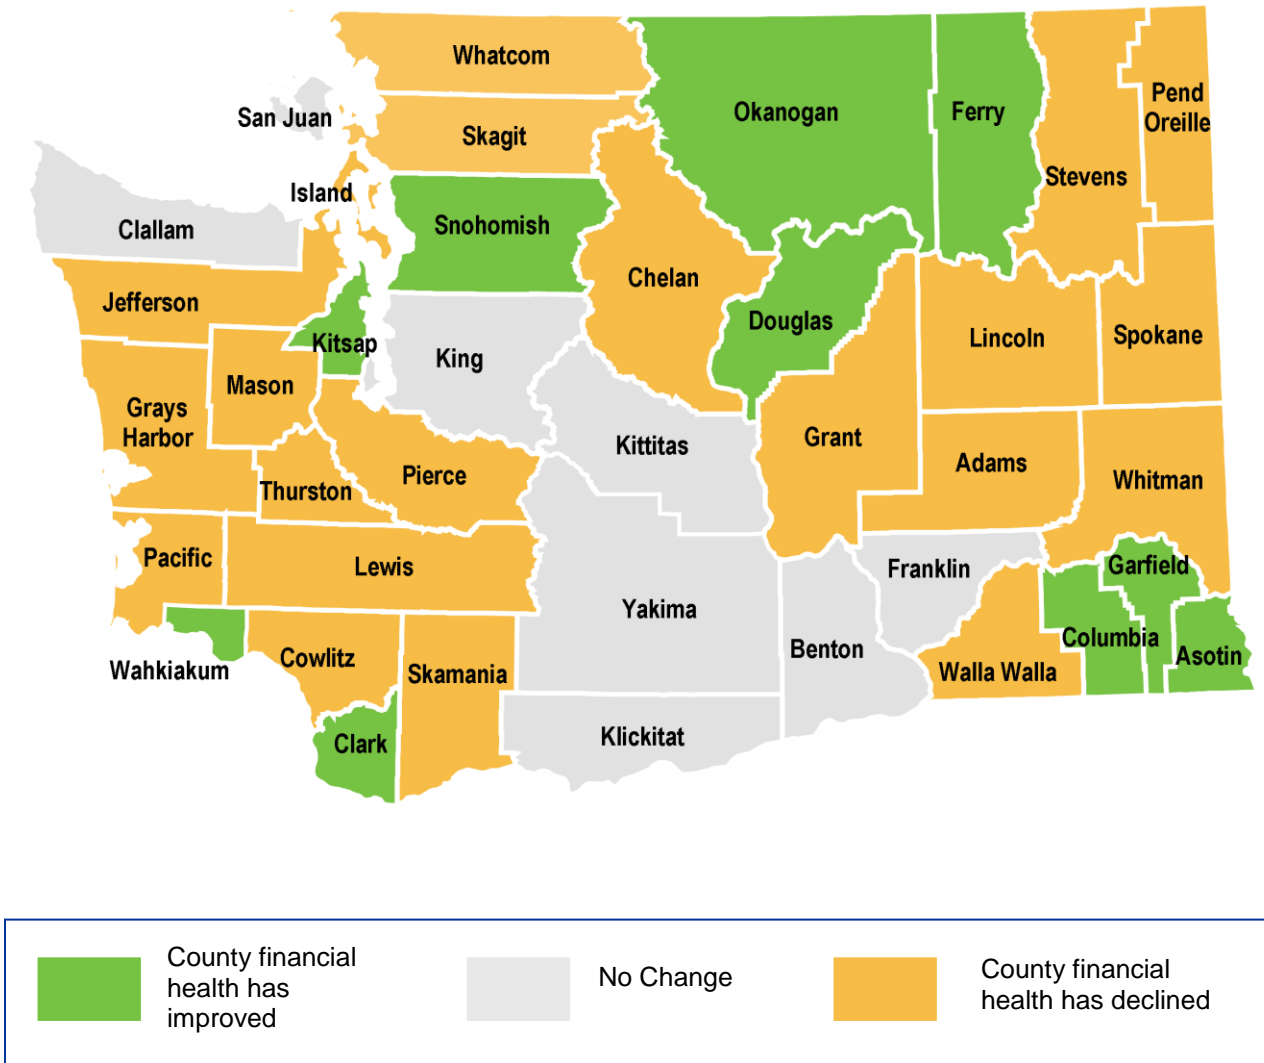 Whatcom
San Juan
Skagit
Okanogan
Ferry
Pend
Oreille
Stevens
Island
Clallam
Snohomish
Chelan
Jefferson
Kitsap
King
Douglas
Lincoln
Spokane
Mason
Grays
Harbor
Kittitas
Grant
Adams
Whitman
Thurston
Pierce
Pacific
Lewis
Yakima
Franklin
Garfield
Wahkiakum
Cowlitz
Skamania
Benton
Walla Walla
Columbia
Asotin
Clark
Klickitat
County financial
health has
improved
No Change
County financial
health has declined